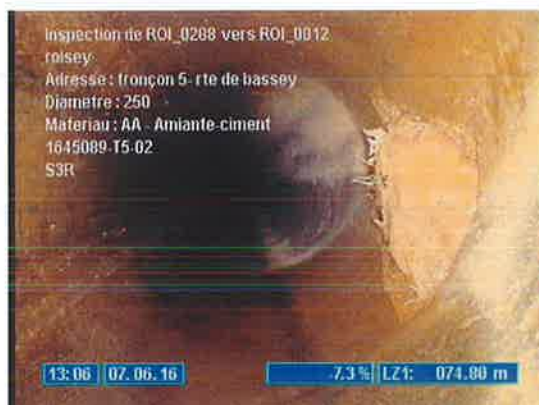 Inspection de ROI_0208 vers ROI_0012
roisey
Adresse : tronçon 5- rte de bassey
Diametre : 250
Materiau : AA - Amiante-ciment
1645089-T5-02
S3R
13:06 07.06.16 -7.3 % LZ1: 074.80 m